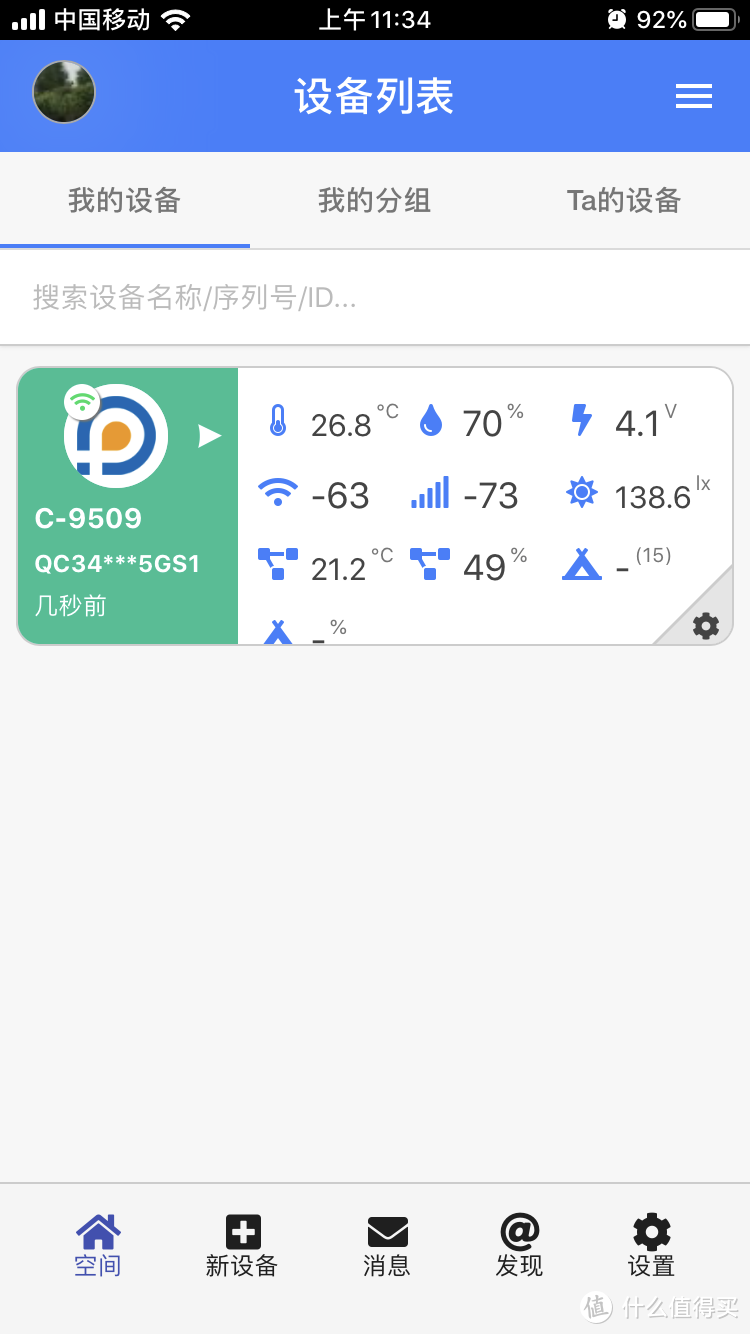 中国移动 上午11:34 92%
设备列表
我的设备 我的分组 Ta的设备
搜索设备名称/序列号/ID...
C-9509
QC34***5GS1
几秒前
26.8 °C 70 % 4.1 V
-63 -73 138.6 lx
21.2 °C 49 % - (15)
- %
空间 新设备 消息 发现 设置
值 什么值得买